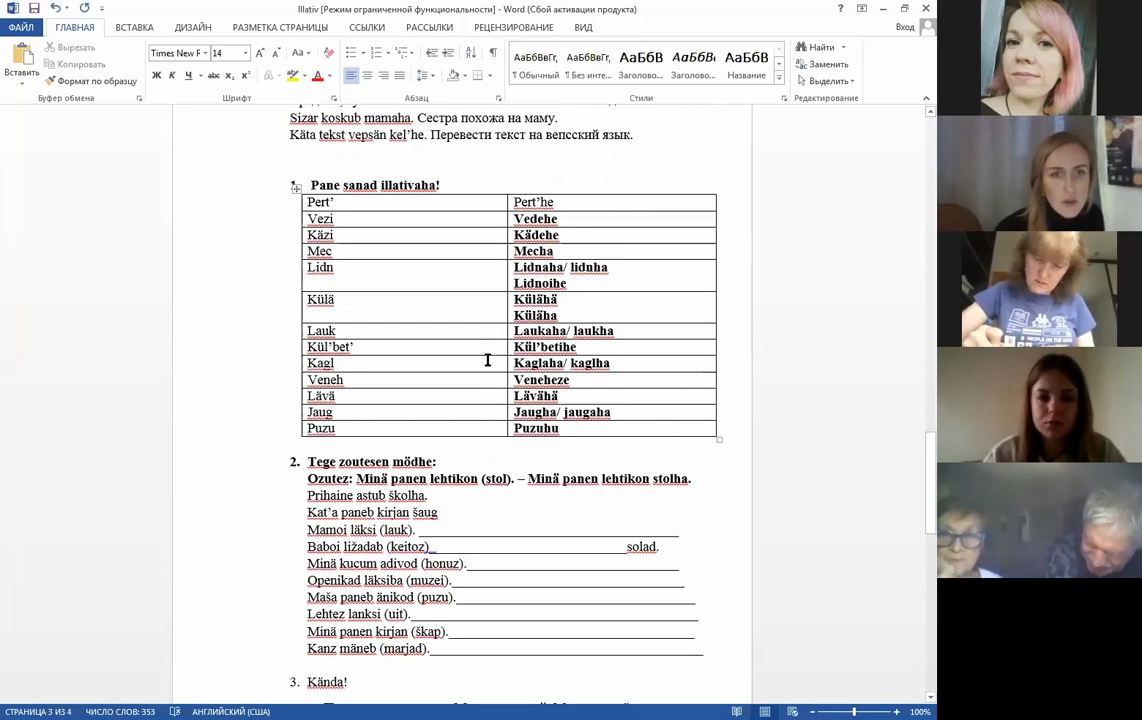 Illativ [Режим ограниченной функциональности] - Word (Сбой активации продукта)
ФАЙЛ ГЛАВНАЯ ВСТАВКА ДИЗАЙН РАЗМЕТКА СТРАНИЦЫ ССЫЛКИ РАССЫЛКИ РЕЦЕНЗИРОВАНИЕ ВИД Вход
Вставить
Вырезать
Копировать
Формат по образцу
Буфер обмена
Times New R 14
Ж К Ч abc x₂ x²
Шрифт
Абзац
АаБбВвГг, АаБбВвГг, АаБбВ АаБбВ АаБбВ
¶ Обычный ¶ Без инте... Заголово... Заголово... Название
Стили
Найти
Заменить
Выделить
Редактирование
Sizar koskub mamaha. Сестра похожа на маму.
Käta tekst vepsän kel’he. Перевести текст на вепсский язык.
Pane sanad illativaha!
Pert’ Pert’he
Vezi Vedehe
Käzi Kädehe
Mec Mecha
Lidn Lidnaha/ lidnha
Lidnoihe
Külä Külähä
Küläha
Lauk Laukaha/ laukha
Kül’bet’ Kül’betihe
Kagl Kaglaha/ kaglha
Veneh Veneheze
Lävä Lävähä
Jaug Jaugha/ jaugaha
Puzu Puzuhu
2. Tege zoutesen mödhe:
Ozutez: Minä panen lehtikon (stol). – Minä panen lehtikon stolha.
Prihaine astub školha.
Kat’a paneb kirjan šaug
Mamoi läksi (lauk).
Baboi ližadab (keitoz) solad.
Minä kucum adivod (honuz).
Openikad läksiba (muzei).
Maša paneb änikod (puzu).
Lehtez lanksi (uit).
Minä panen kirjan (škap).
Kanz mäneb (marjad).
3. Kända!
СТРАНИЦА 3 ИЗ 4 ЧИСЛО СЛОВ: 353 АНГЛИЙСКИЙ (США) 100%